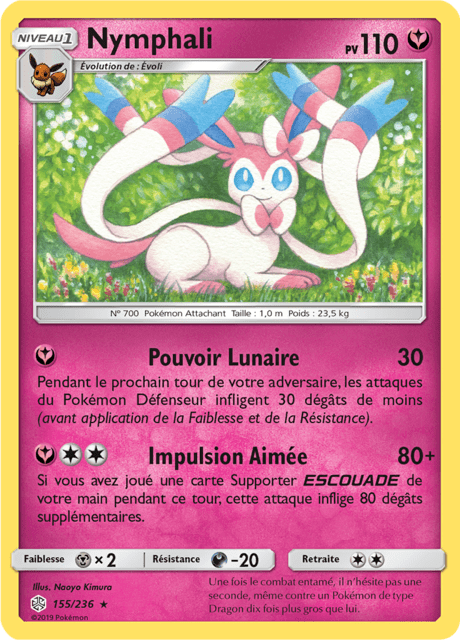 NIVEAU 1
Nymphali
PV 110
Évolution de : Évoli
N° 700 Pokémon Attachant Taille : 1,0 m Poids : 23,5 kg
Pouvoir Lunaire 30
Pendant le prochain tour de votre adversaire, les attaques
du Pokémon Défenseur infligent 30 dégâts de moins
(avant application de la Faiblesse et de la Résistance).
Impulsion Aimée 80+
Si vous avez joué une carte Supporter ESCOUADE de
votre main pendant ce tour, cette attaque inflige 80 dégâts
supplémentaires.
Faiblesse × 2 Résistance -20 Retraite
Illus. Naoyo Kimura
155/236 ★
©2019 Pokémon
Une fois le combat entamé, il n'hésite pas une
seconde, même contre un Pokémon de type
Dragon dix fois plus gros que lui.